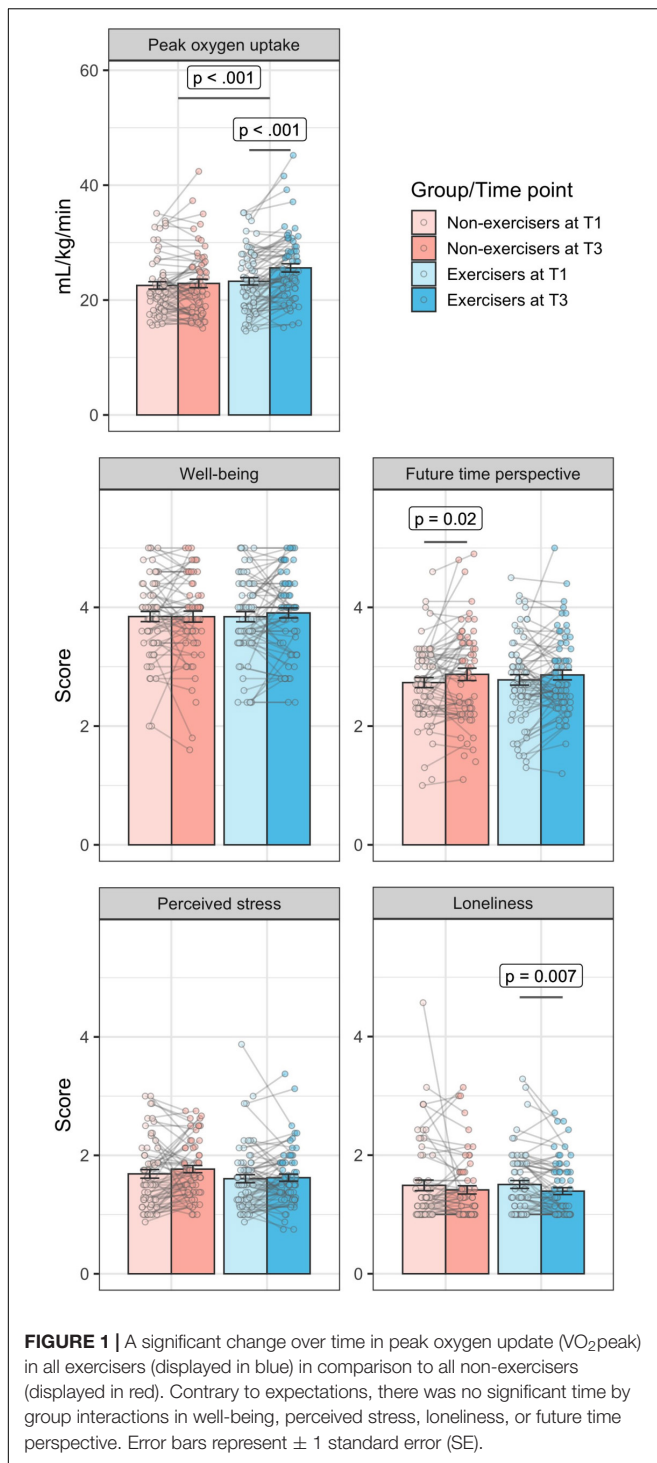 Peak oxygen uptake
60
40
20
0
mL/kg/min
p < .001
p < .001
Group/Time point
Non-exercisers at T1
Non-exercisers at T3
Exercisers at T1
Exercisers at T3
Well-being
Future time perspective
4
2
0
Score
p = 0.02
Perceived stress
Loneliness
4
2
0
Score
4
2
0
p = 0.007
FIGURE 1 | A significant change over time in peak oxygen update (VO₂peak)
in all exercisers (displayed in blue) in comparison to all non-exercisers
(displayed in red). Contrary to expectations, there was no significant time by
group interactions in well-being, perceived stress, loneliness, or future time
perspective. Error bars represent ± 1 standard error (SE).